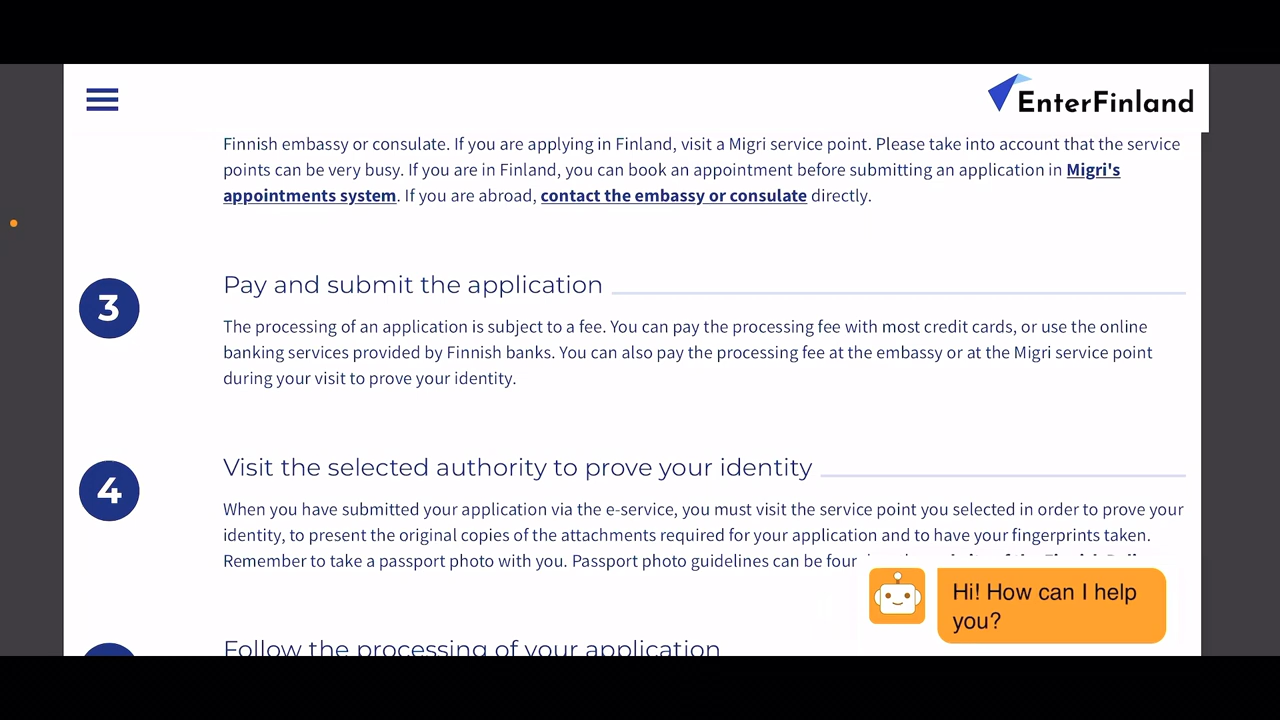 EnterFinland
Finnish embassy or consulate. If you are applying in Finland, visit a Migri service point. Please take into account that the service
points can be very busy. If you are in Finland, you can book an appointment before submitting an application in Migri's
appointments system. If you are abroad, contact the embassy or consulate directly.
3
Pay and submit the application
The processing of an application is subject to a fee. You can pay the processing fee with most credit cards, or use the online
banking services provided by Finnish banks. You can also pay the processing fee at the embassy or at the Migri service point
during your visit to prove your identity.
4
Visit the selected authority to prove your identity
When you have submitted your application via the e-service, you must visit the service point you selected in order to prove your
identity, to present the original copies of the attachments required for your application and to have your fingerprints taken.
Remember to take a passport photo with you. Passport photo guidelines can be
Hi! How can I help
you?
Follow the processing of your application